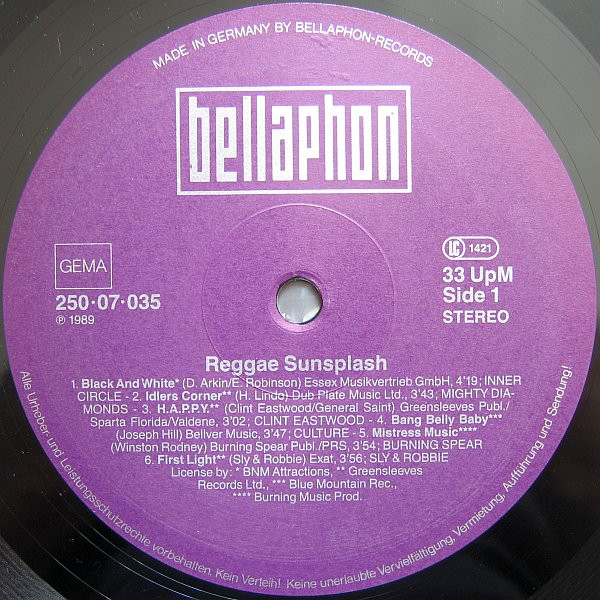 MADE IN GERMANY BY BELLAPHON-RECORDS
bellaphon
GEMA
250·07·035
℗ 1989
LC 1421
33 UpM
Side 1
STEREO
Reggae Sunsplash
1. Black And White* (D. Arkin/E. Robinson) Essex Musikvertrieb GmbH, 4'19; INNER
CIRCLE - 2. Idlers Corner** (H. Lindo) Dub Plate Music Ltd., 3'43; MIGHTY DIA-
MONDS - 3. H.A.P.P.Y.** (Clint Eastwood/General Saint) Greensleeves Publ./
Sparta Florida/Valdene, 3'02; CLINT EASTWOOD - 4. Bang Belly Baby***
(Joseph Hill) Bellver Music, 3'47; CULTURE - 5. Mistress Music****
(Winston Rodney) Burning Spear Publ./PRS, 3'54; BURNING SPEAR
6. First Light** (Sly & Robbie) Exat, 3'56; SLY & ROBBIE
License by: * BNM Attractions, ** Greensleeves
Records Ltd., *** Blue Mountain Rec.,
**** Burning Music Prod.
Alle Urheber- und Leistungsschutzrechte vorbehalten. Kein Verleih! Keine unerlaubte Vervielfältigung, Vermietung, Aufführung und Sendung!